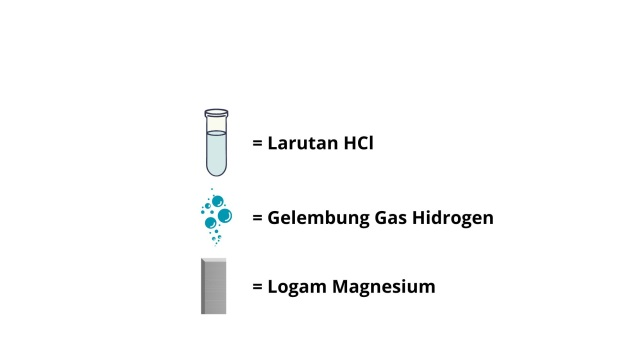 = Larutan HCl
= Gelembung Gas Hidrogen
= Logam Magnesium